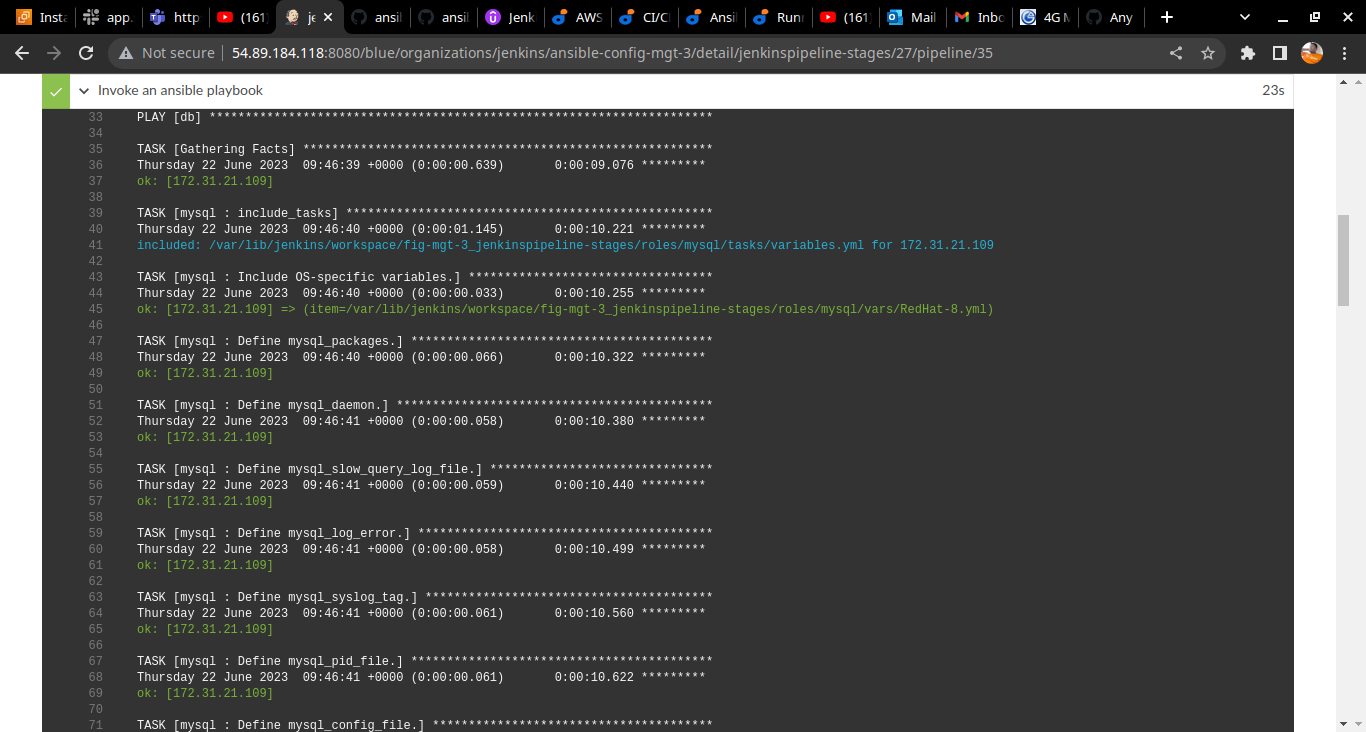 Insta
app.
http
(161)
je
ansil
ansil
Jenk
AWS
CI/CI
Ansil
Runn
(161)
Mail
Inbo
4G M
Any
Not secure
54.89.184.118:8080/blue/organizations/jenkins/ansible-config-mgt-3/detail/jenkinspipeline-stages/27/pipeline/35
Invoke an ansible playbook 23s
33 PLAY [db] **********************************************************************
34
35 TASK [Gathering Facts] *********************************************************
36 Thursday 22 June 2023  09:46:39 +0000 (0:00:00.639)       0:00:09.076 *********
37 ok: [172.31.21.109]
38
39 TASK [mysql : include_tasks] ***************************************************
40 Thursday 22 June 2023  09:46:40 +0000 (0:00:01.145)       0:00:10.221 *********
41 included: /var/lib/jenkins/workspace/fig-mgt-3_jenkinspipeline-stages/roles/mysql/tasks/variables.yml for 172.31.21.109
42
43 TASK [mysql : Include OS-specific variables.] **********************************
44 Thursday 22 June 2023  09:46:40 +0000 (0:00:00.033)       0:00:10.255 *********
45 ok: [172.31.21.109] => (item=/var/lib/jenkins/workspace/fig-mgt-3_jenkinspipeline-stages/roles/mysql/vars/RedHat-8.yml)
46
47 TASK [mysql : Define mysql_packages.] ******************************************
48 Thursday 22 June 2023  09:46:40 +0000 (0:00:00.066)       0:00:10.322 *********
49 ok: [172.31.21.109]
50
51 TASK [mysql : Define mysql_daemon.] ********************************************
52 Thursday 22 June 2023  09:46:41 +0000 (0:00:00.058)       0:00:10.380 *********
53 ok: [172.31.21.109]
54
55 TASK [mysql : Define mysql_slow_query_log_file.] *******************************
56 Thursday 22 June 2023  09:46:41 +0000 (0:00:00.059)       0:00:10.440 *********
57 ok: [172.31.21.109]
58
59 TASK [mysql : Define mysql_log_error.] *****************************************
60 Thursday 22 June 2023  09:46:41 +0000 (0:00:00.058)       0:00:10.499 *********
61 ok: [172.31.21.109]
62
63 TASK [mysql : Define mysql_syslog_tag.] ****************************************
64 Thursday 22 June 2023  09:46:41 +0000 (0:00:00.061)       0:00:10.560 *********
65 ok: [172.31.21.109]
66
67 TASK [mysql : Define mysql_pid_file.] ******************************************
68 Thursday 22 June 2023  09:46:41 +0000 (0:00:00.061)       0:00:10.622 *********
69 ok: [172.31.21.109]
70
71 TASK [mysql : Define mysql_config_file.] ***************************************